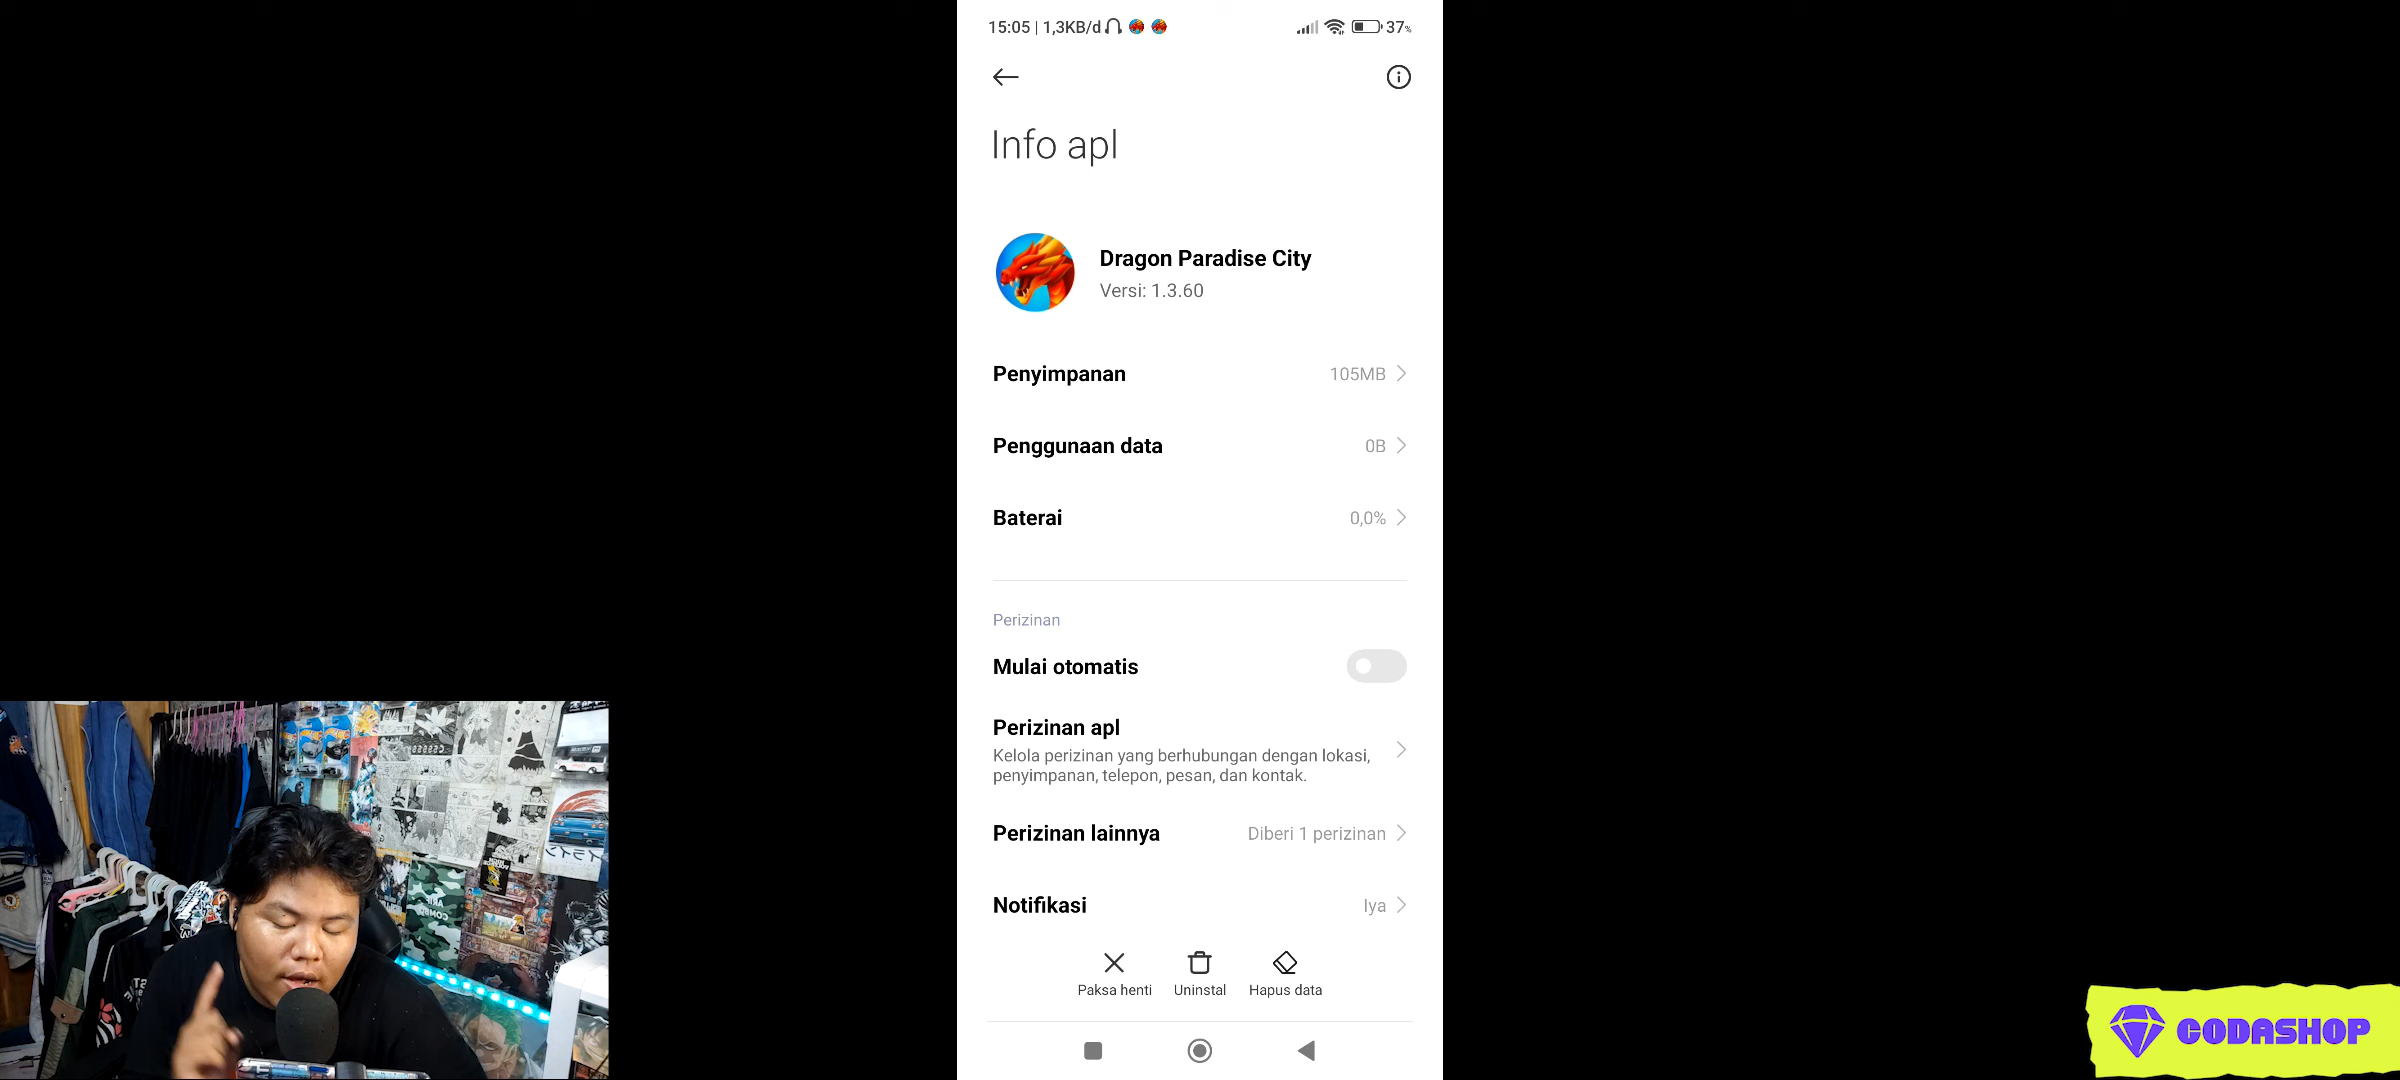 15:05 | 1,3KB/d
37%
Info apl
Dragon Paradise City
Versi: 1.3.60
Penyimpanan 105MB
Penggunaan data 0B
Baterai 0,0%
Perizinan
Mulai otomatis
Perizinan apl
Kelola perizinan yang berhubungan dengan lokasi,
penyimpanan, telepon, pesan, dan kontak.
Perizinan lainnya Diberi 1 perizinan
Notifikasi Iya
Paksa henti Uninstal Hapus data
CODASHOP